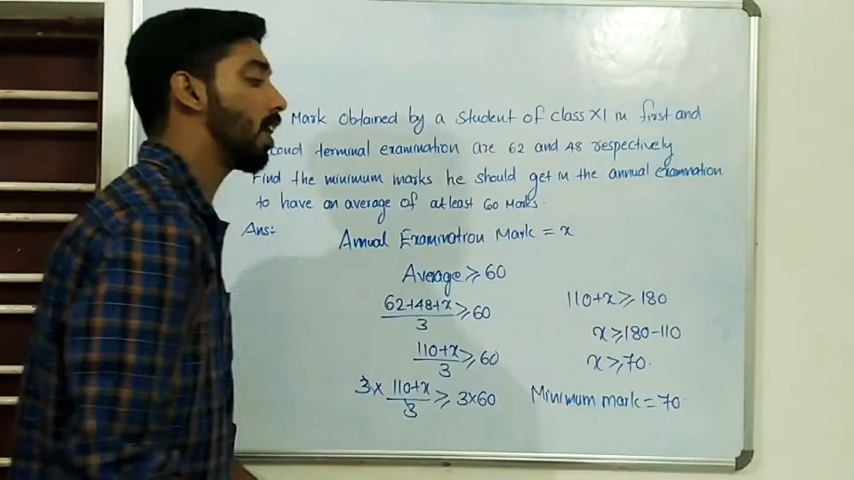 Mark obtained by a student of class XI in first and
cond terminal examination are 62 and 48 respectively
Find the minimum marks he should get in the annual examination
to have an average of atleast 60 Marks.
Ans:
Annual Examination Mark = x
Average ⩾ 60
62+48+x/3 ⩾ 60
110+x/3 ⩾ 60
3 x 110+x/3 ⩾ 3x60
110+x ⩾ 180
x ⩾ 180-110
x ⩾ 70.
Minimum mark = 70